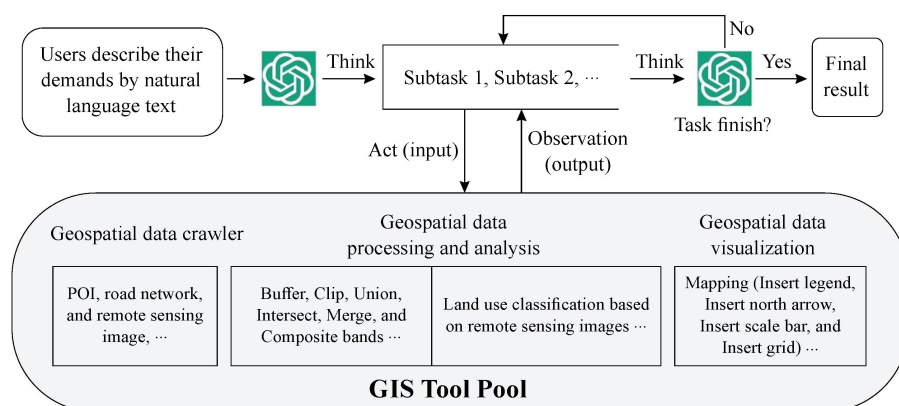 No
Users describe their
demands by natural
language text
Think
Subtask 1, Subtask 2, ···
Think
Yes
Final
result
Task finish?
Act (input)
Observation
(output)
Geospatial data crawler
Geospatial data
processing and analysis
Geospatial data
visualization
POI, road network,
and remote sensing
image, ···
Buffer, Clip, Union,
Intersect, Merge, and
Composite bands ···
Land use classification based
on remote sensing images ···
Mapping (Insert legend,
Insert north arrow,
Insert scale bar, and
Insert grid) ···
GIS Tool Pool